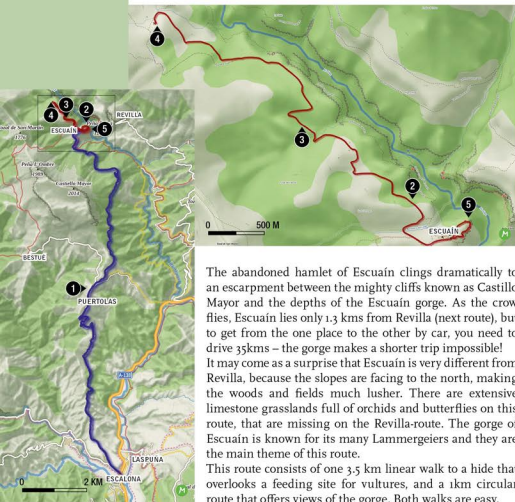 4
3
2
5
0 500 M
ESCUAÍN
4
3
2
5
REVILLA
ESCUAÍN
Castillo Mayor
2014
BESTUÉ
1
PUERTOLAS
A-138
LASPUÑA
ESCALONA
0 2 KM
The abandoned hamlet of Escuaín clings dramatically to
an escarpment between the mighty cliffs known as Castillo
Mayor and the depths of the Escuaín gorge. As the crow
flies, Escuaín lies only 1.3 kms from Revilla (next route), but
to get from the one place to the other by car, you need to
drive 35kms – the gorge makes a shorter trip impossible!
It may come as a surprise that Escuaín is very different from
Revilla, because the slopes are facing to the north, making
the woods and fields much lusher. There are extensive
limestone grasslands full of orchids and butterflies on this
route, that are missing on the Revilla-route. The gorge of
Escuaín is known for its many Lammergeiers and they are
the main theme of this route.
This route consists of one 3.5 km linear walk to a hide that
overlooks a feeding site for vultures, and a 1km circular
route that offers views of the gorge. Both walks are easy.